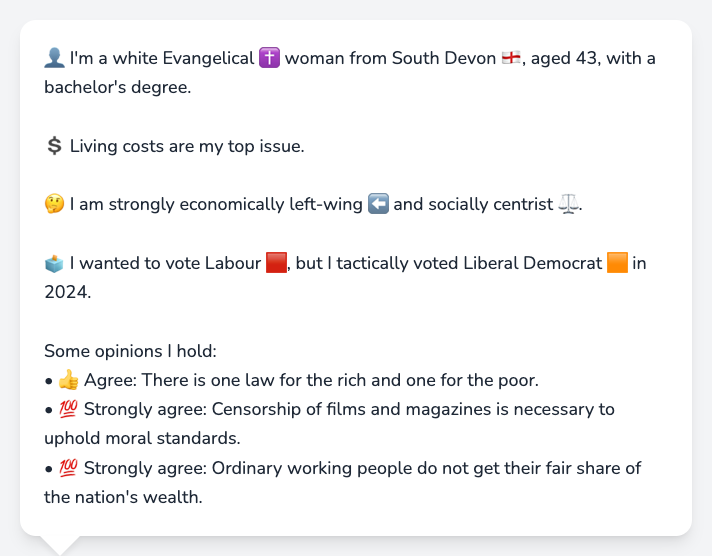 👤 I'm a white Evangelical ✝️ woman from South Devon 🏴󠁧󠁢󠁥󠁮󠁧󠁿, aged 43, with a
bachelor's degree.
💲 Living costs are my top issue.
🤔 I am strongly economically left-wing ⬅️ and socially centrist ⚖️.
🗳️ I wanted to vote Labour 🟥, but I tactically voted Liberal Democrat 🟧 in
2024.
Some opinions I hold:
• 👍 Agree: There is one law for the rich and one for the poor.
• 💯 Strongly agree: Censorship of films and magazines is necessary to
uphold moral standards.
• 💯 Strongly agree: Ordinary working people do not get their fair share of
the nation's wealth.